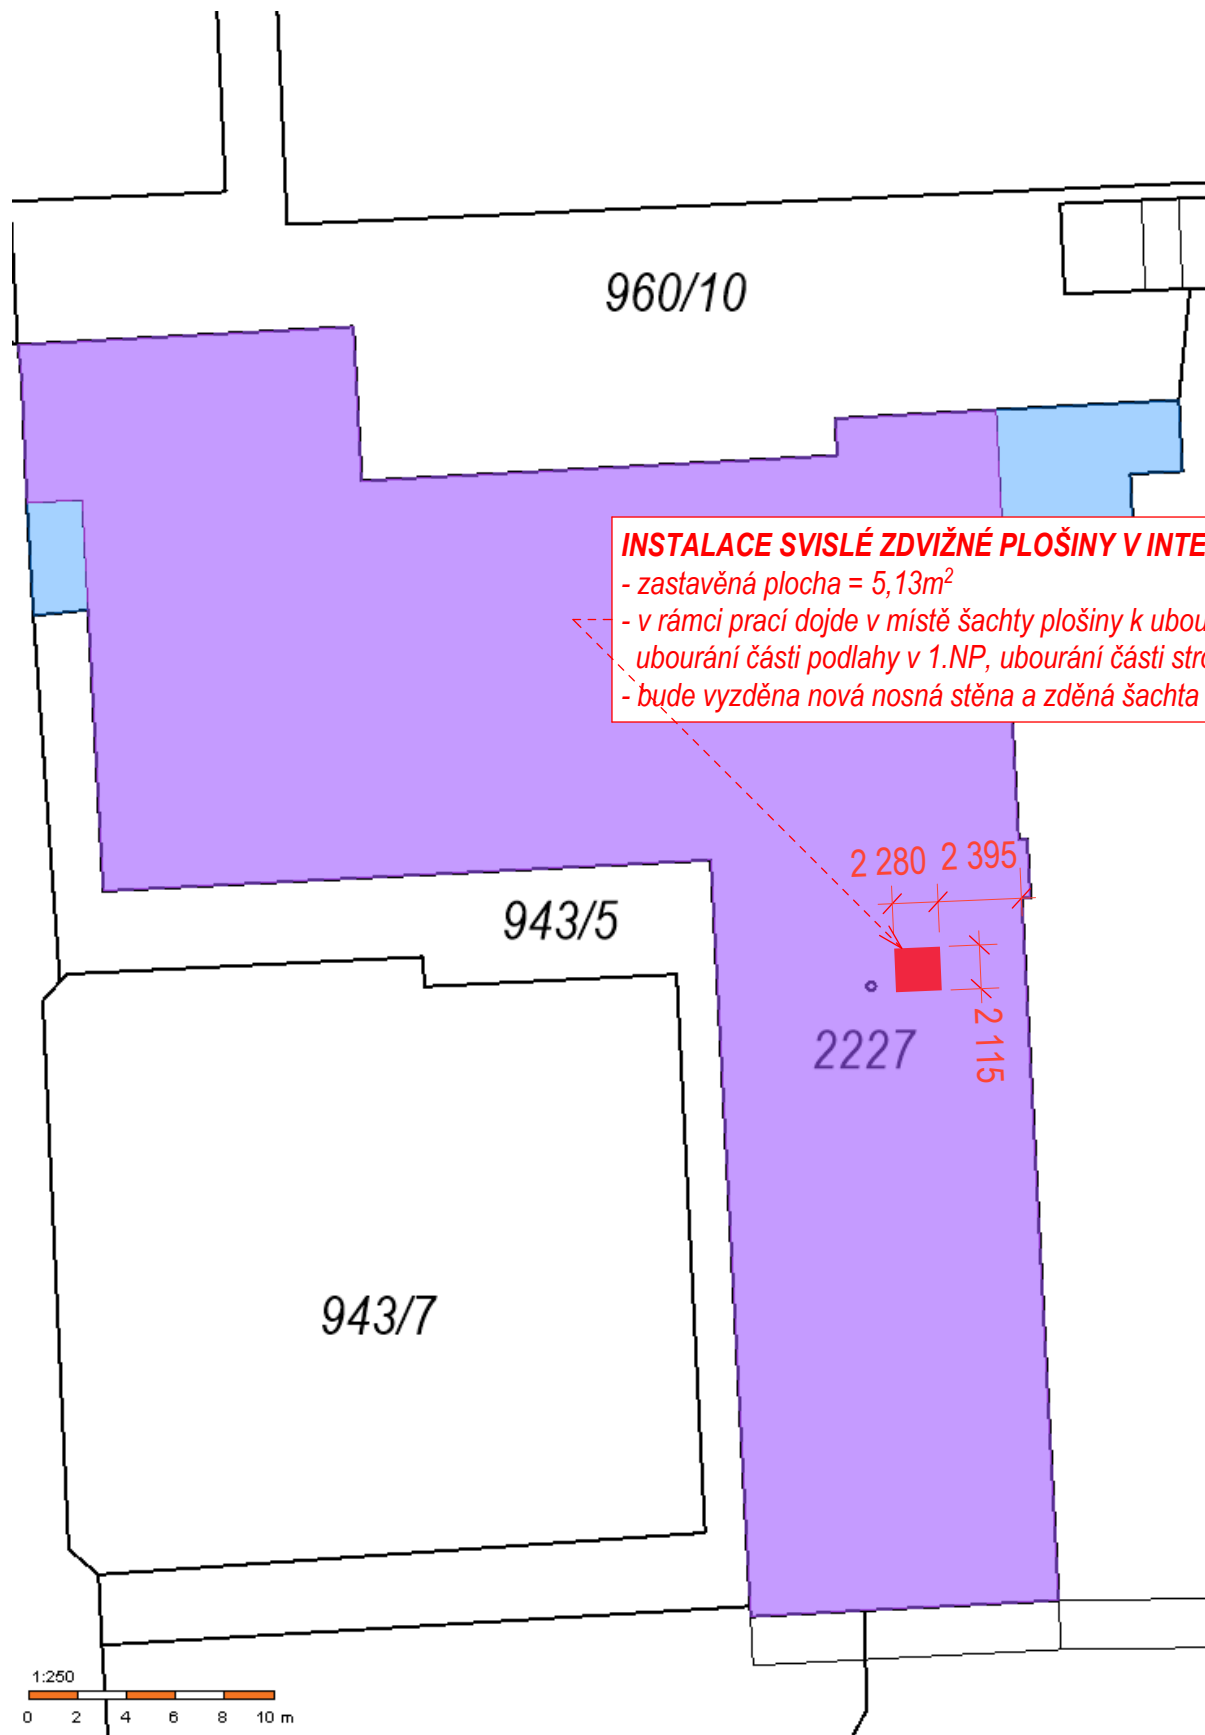 960/10
INSTALACE SVISLÉ ZDVIŽNÉ PLOŠINY V INTE
- zastavěná plocha = 5,13m²
- v rámci prací dojde v místě šachty plošiny k ubou
ubourání části podlahy v 1.NP, ubourání části stro
- bude vyzděna nová nosná stěna a zděná šachta
2 280 2 395
943/5
2 115
2227
943/7
1:250
0 2 4 6 8 10 m